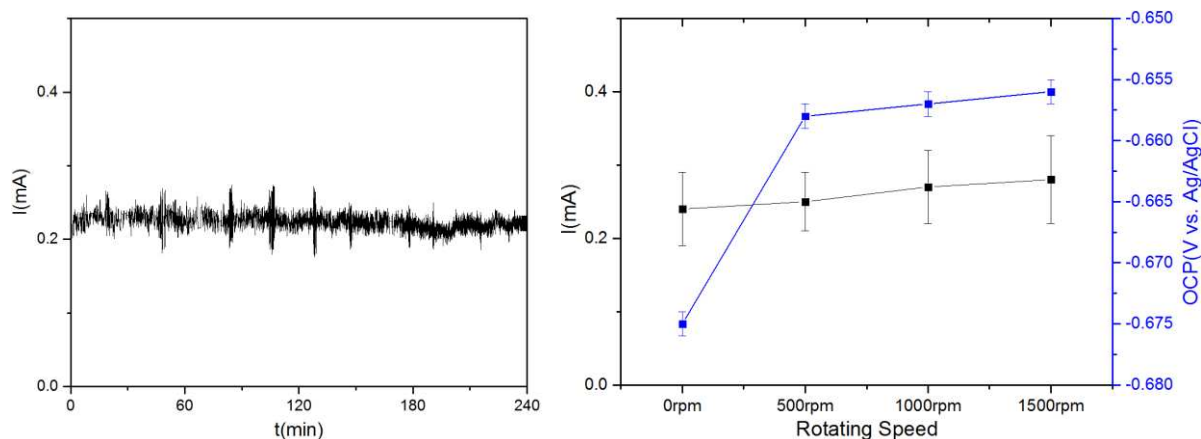 I(mA)
0.4
0.2
0.0
0
60
120
180
240
t(min)
I(mA)
0.4
0.2
0.0
0rpm
500rpm
1000rpm
1500rpm
Rotating Speed
-0.650
-0.655
-0.660
-0.665
-0.670
-0.675
-0.680
OCP(V vs. Ag/AgCl)